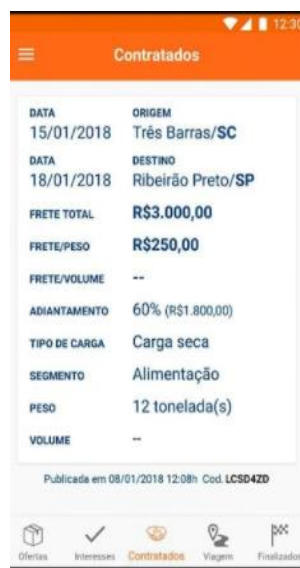 12:30
Contratados
DATA ORIGEM
15/01/2018 Três Barras/SC
DATA DESTINO
18/01/2018 Ribeirão Preto/SP
FRETE TOTAL R$3.000,00
FRETE/PESO R$250,00
FRETE/VOLUME --
ADIANTAMENTO 60% (R$1.800,00)
TIPO DE CARGA Carga seca
SEGMENTO Alimentação
PESO 12 tonelada(s)
VOLUME --
Publicada em 08/01/2018 12:08h Cod. LCSD4ZD
Ofertas Interesses Contratados Viagem Finalizados